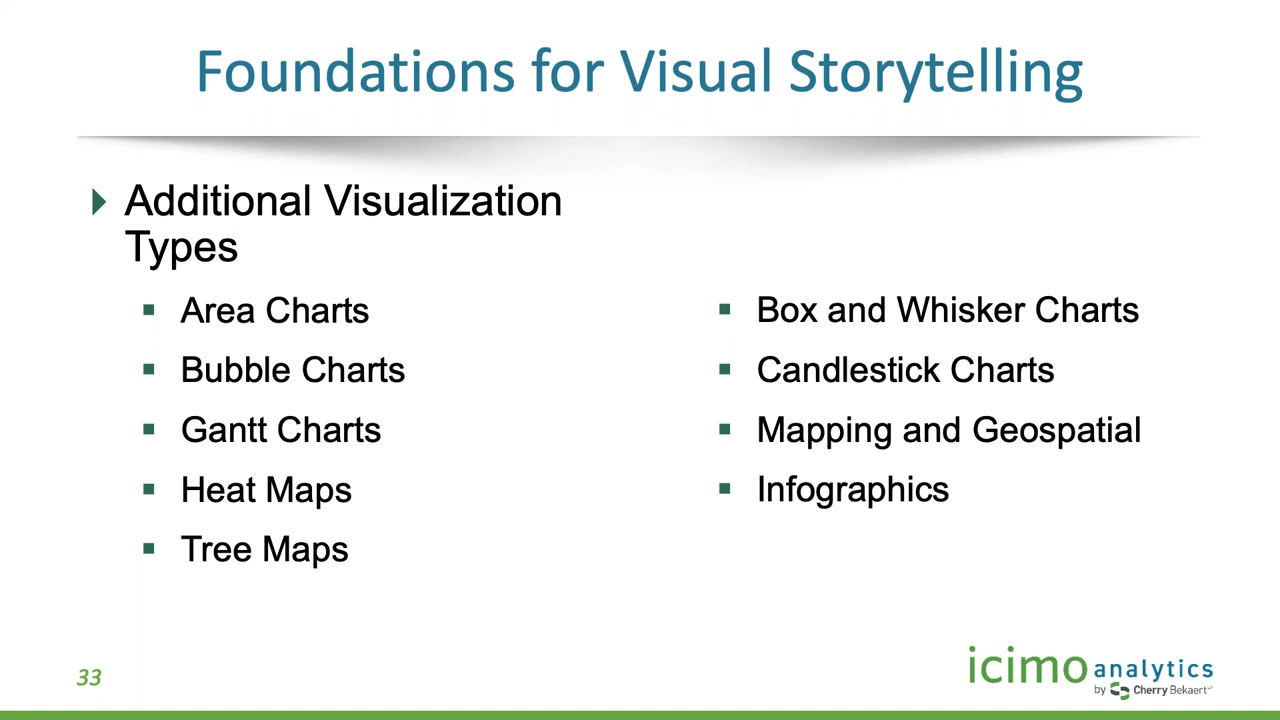 Foundations for Visual Storytelling
Additional Visualization
Types
Area Charts
Bubble Charts
Gantt Charts
Heat Maps
Tree Maps
Box and Whisker Charts
Candlestick Charts
Mapping and Geospatial
Infographics
33
icimo analytics
by Cherry Bekaert